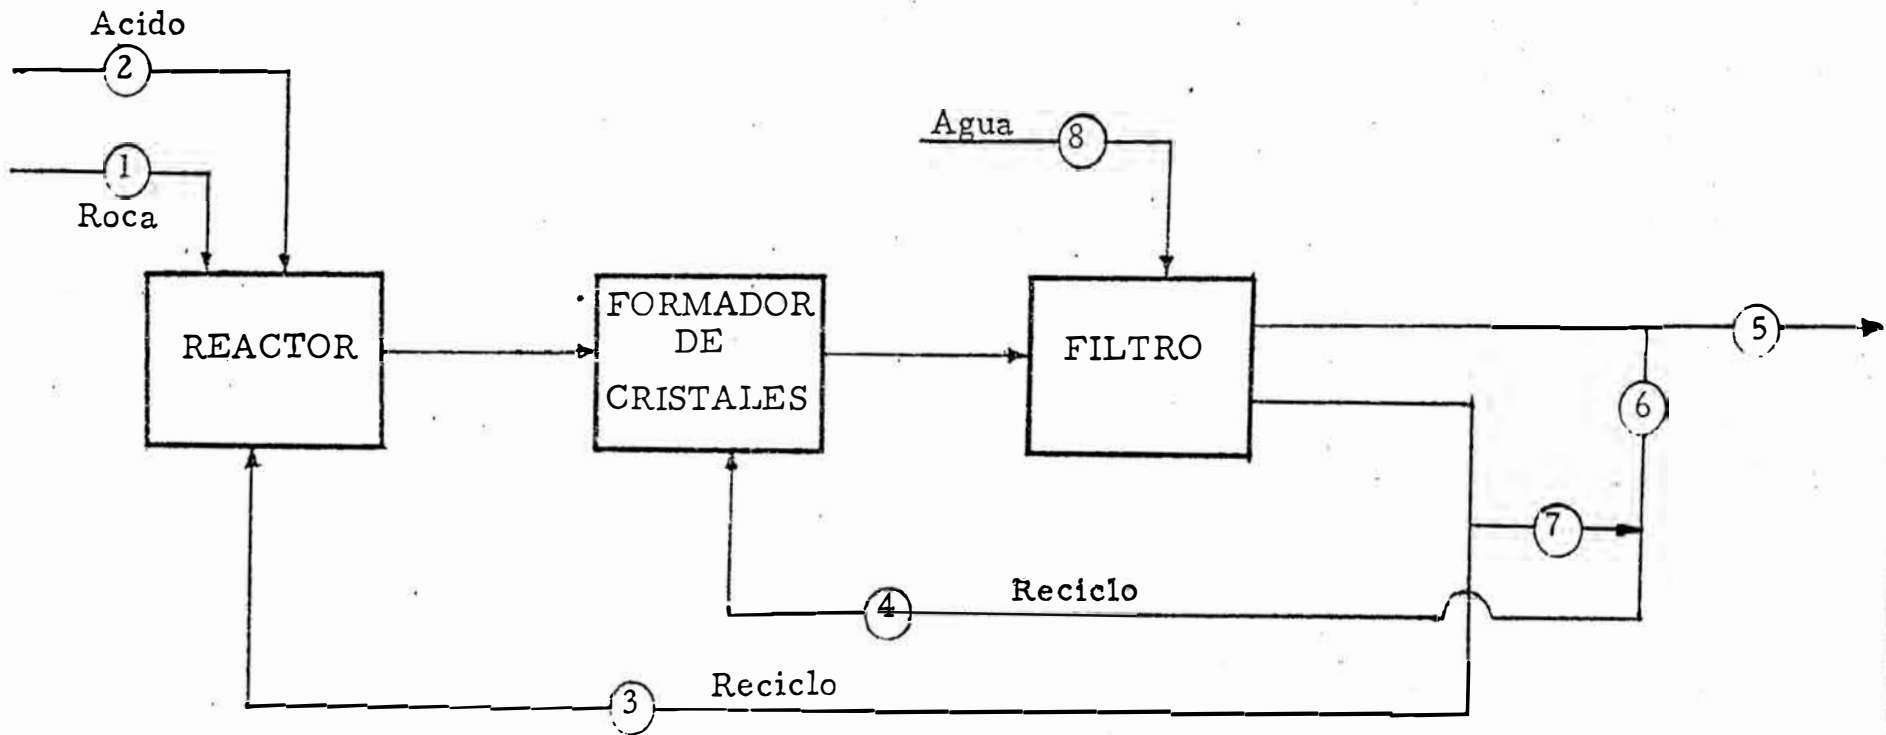 Acido
2
1
Roca
Agua
8
REACTOR
FORMADOR
DE
CRISTALES
FILTRO
5
6
7
4
Reciclo
3
Reciclo